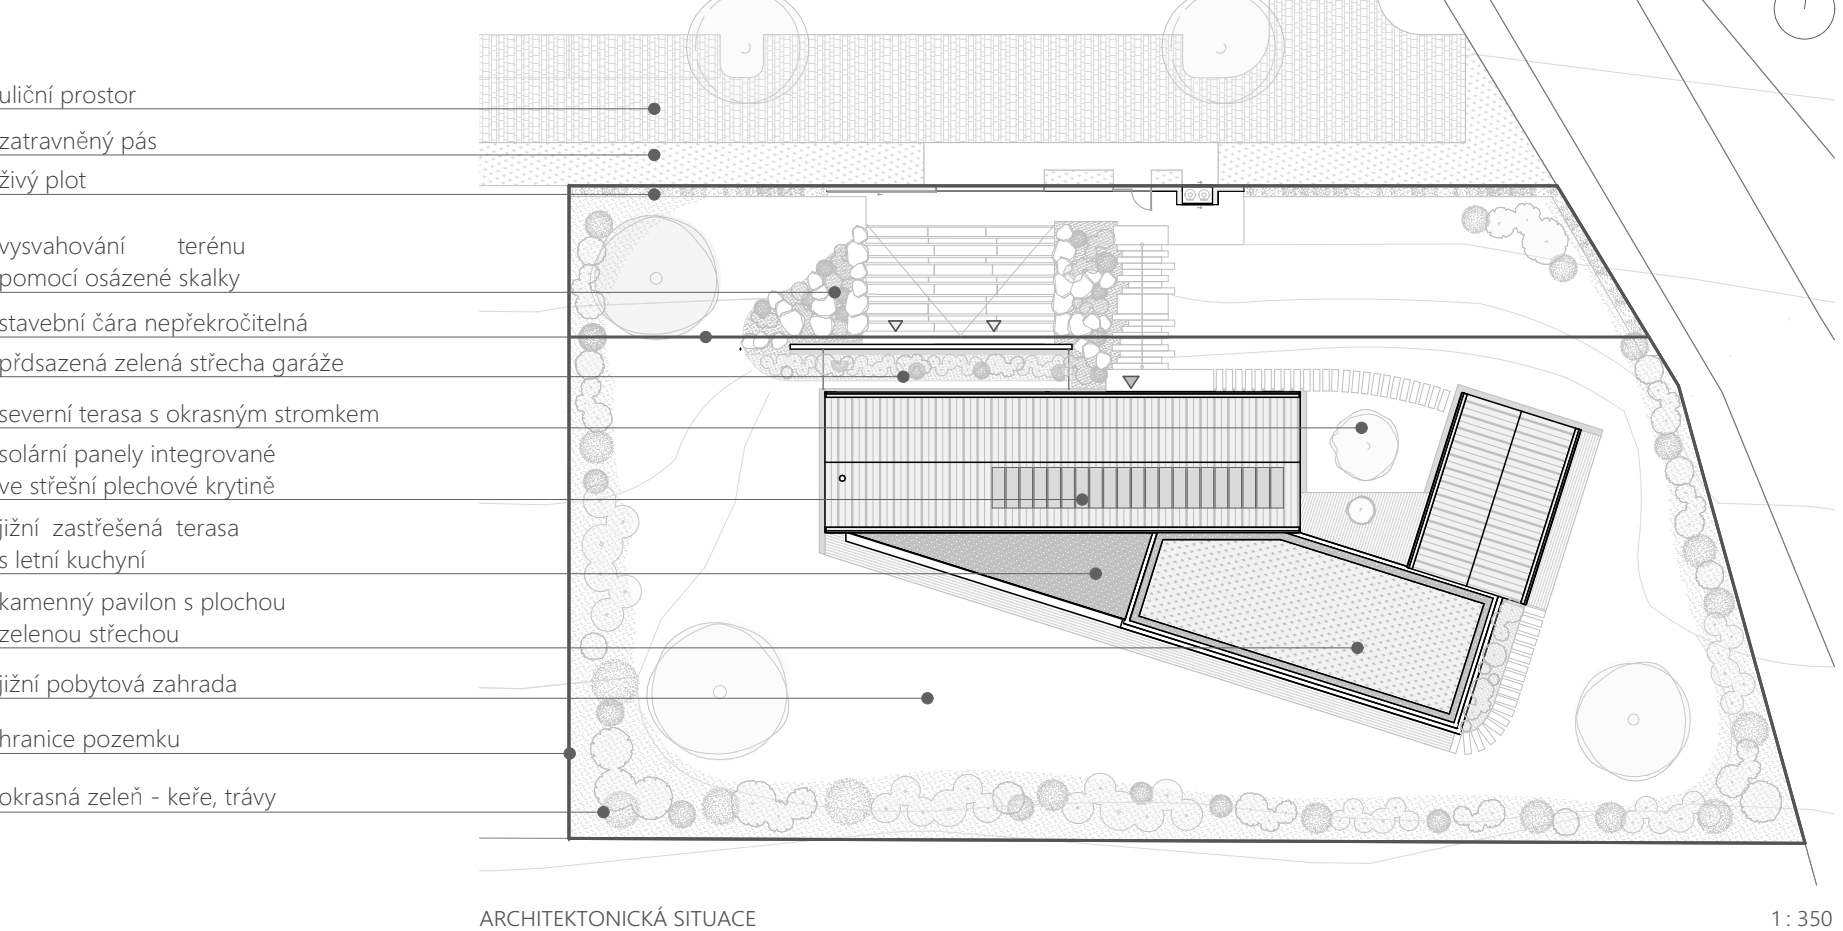 uliční prostor
zatravněný pás
živý plot
vysvahování terénu
pomocí osázené skalky
stavební čára nepřekročitelná
přdsazená zelená střecha garáže
severní terasa s okrasným stromkem
solární panely integrované
ve střešní plechové krytině
jižní zastřešená terasa
s letní kuchyní
kamenný pavilon s plochou
zelenou střechou
jižní pobytová zahrada
hranice pozemku
okrasná zeleň - keře, trávy
ARCHITEKTONICKÁ SITUACE
1 : 350